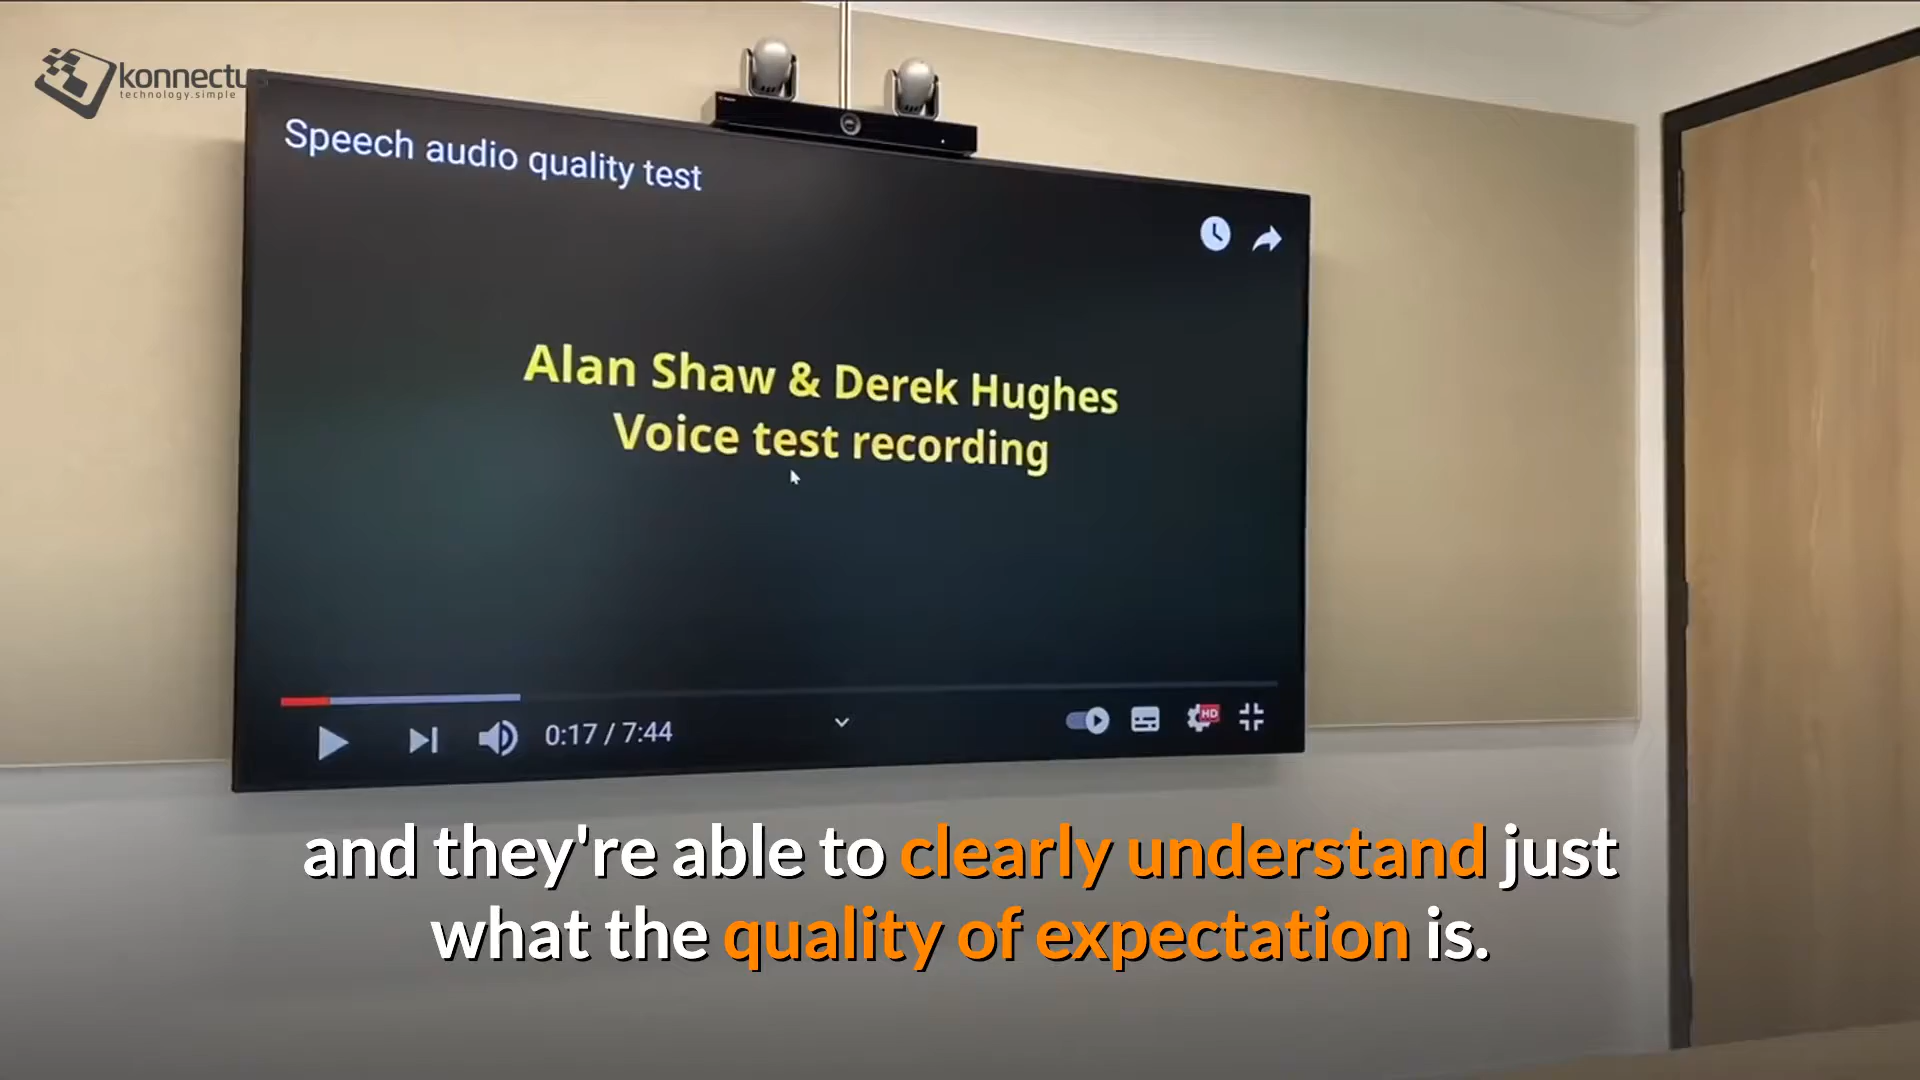 konnectus
technology.simple
Speech audio quality test
Alan Shaw & Derek Hughes
Voice test recording
0:17 / 7:44
HD
and they're able to clearly understand just
what the quality of expectation is.